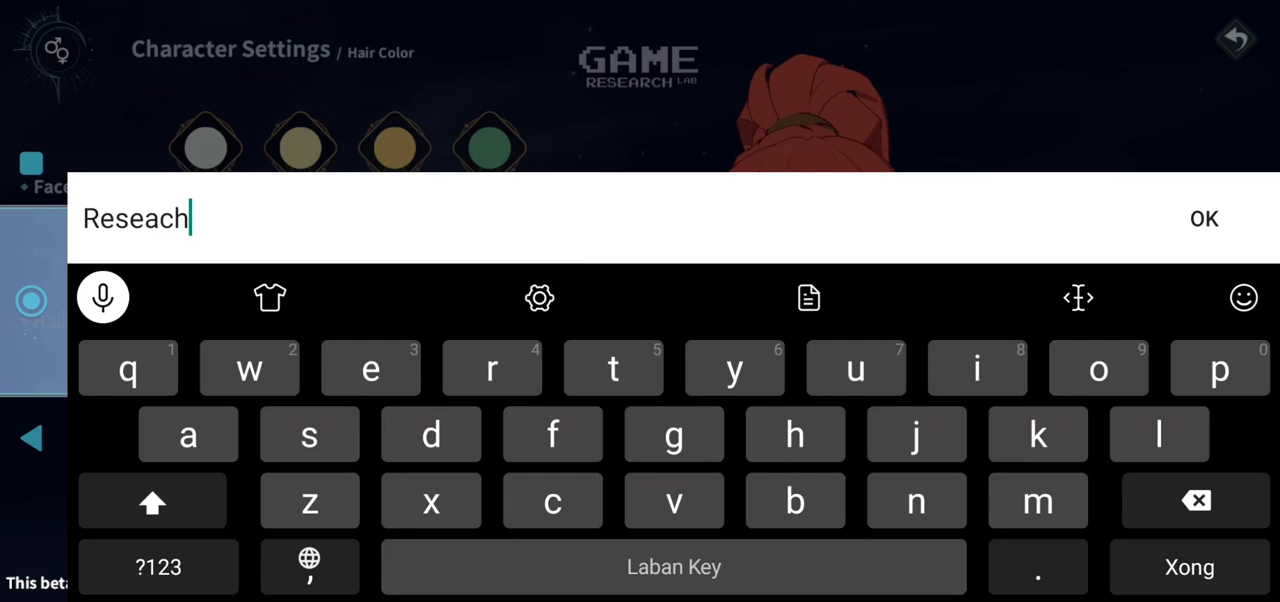 Character Settings / Hair Color
GAME
RESEARCH LAB
Face
Reseach
OK
q 1 w 2 e 3 r 4 t 5 y 6 u 7 i 8 o 9 p 0
a s d f g h j k l
z x c v b n m
?123 , Laban Key . Xong
This beta